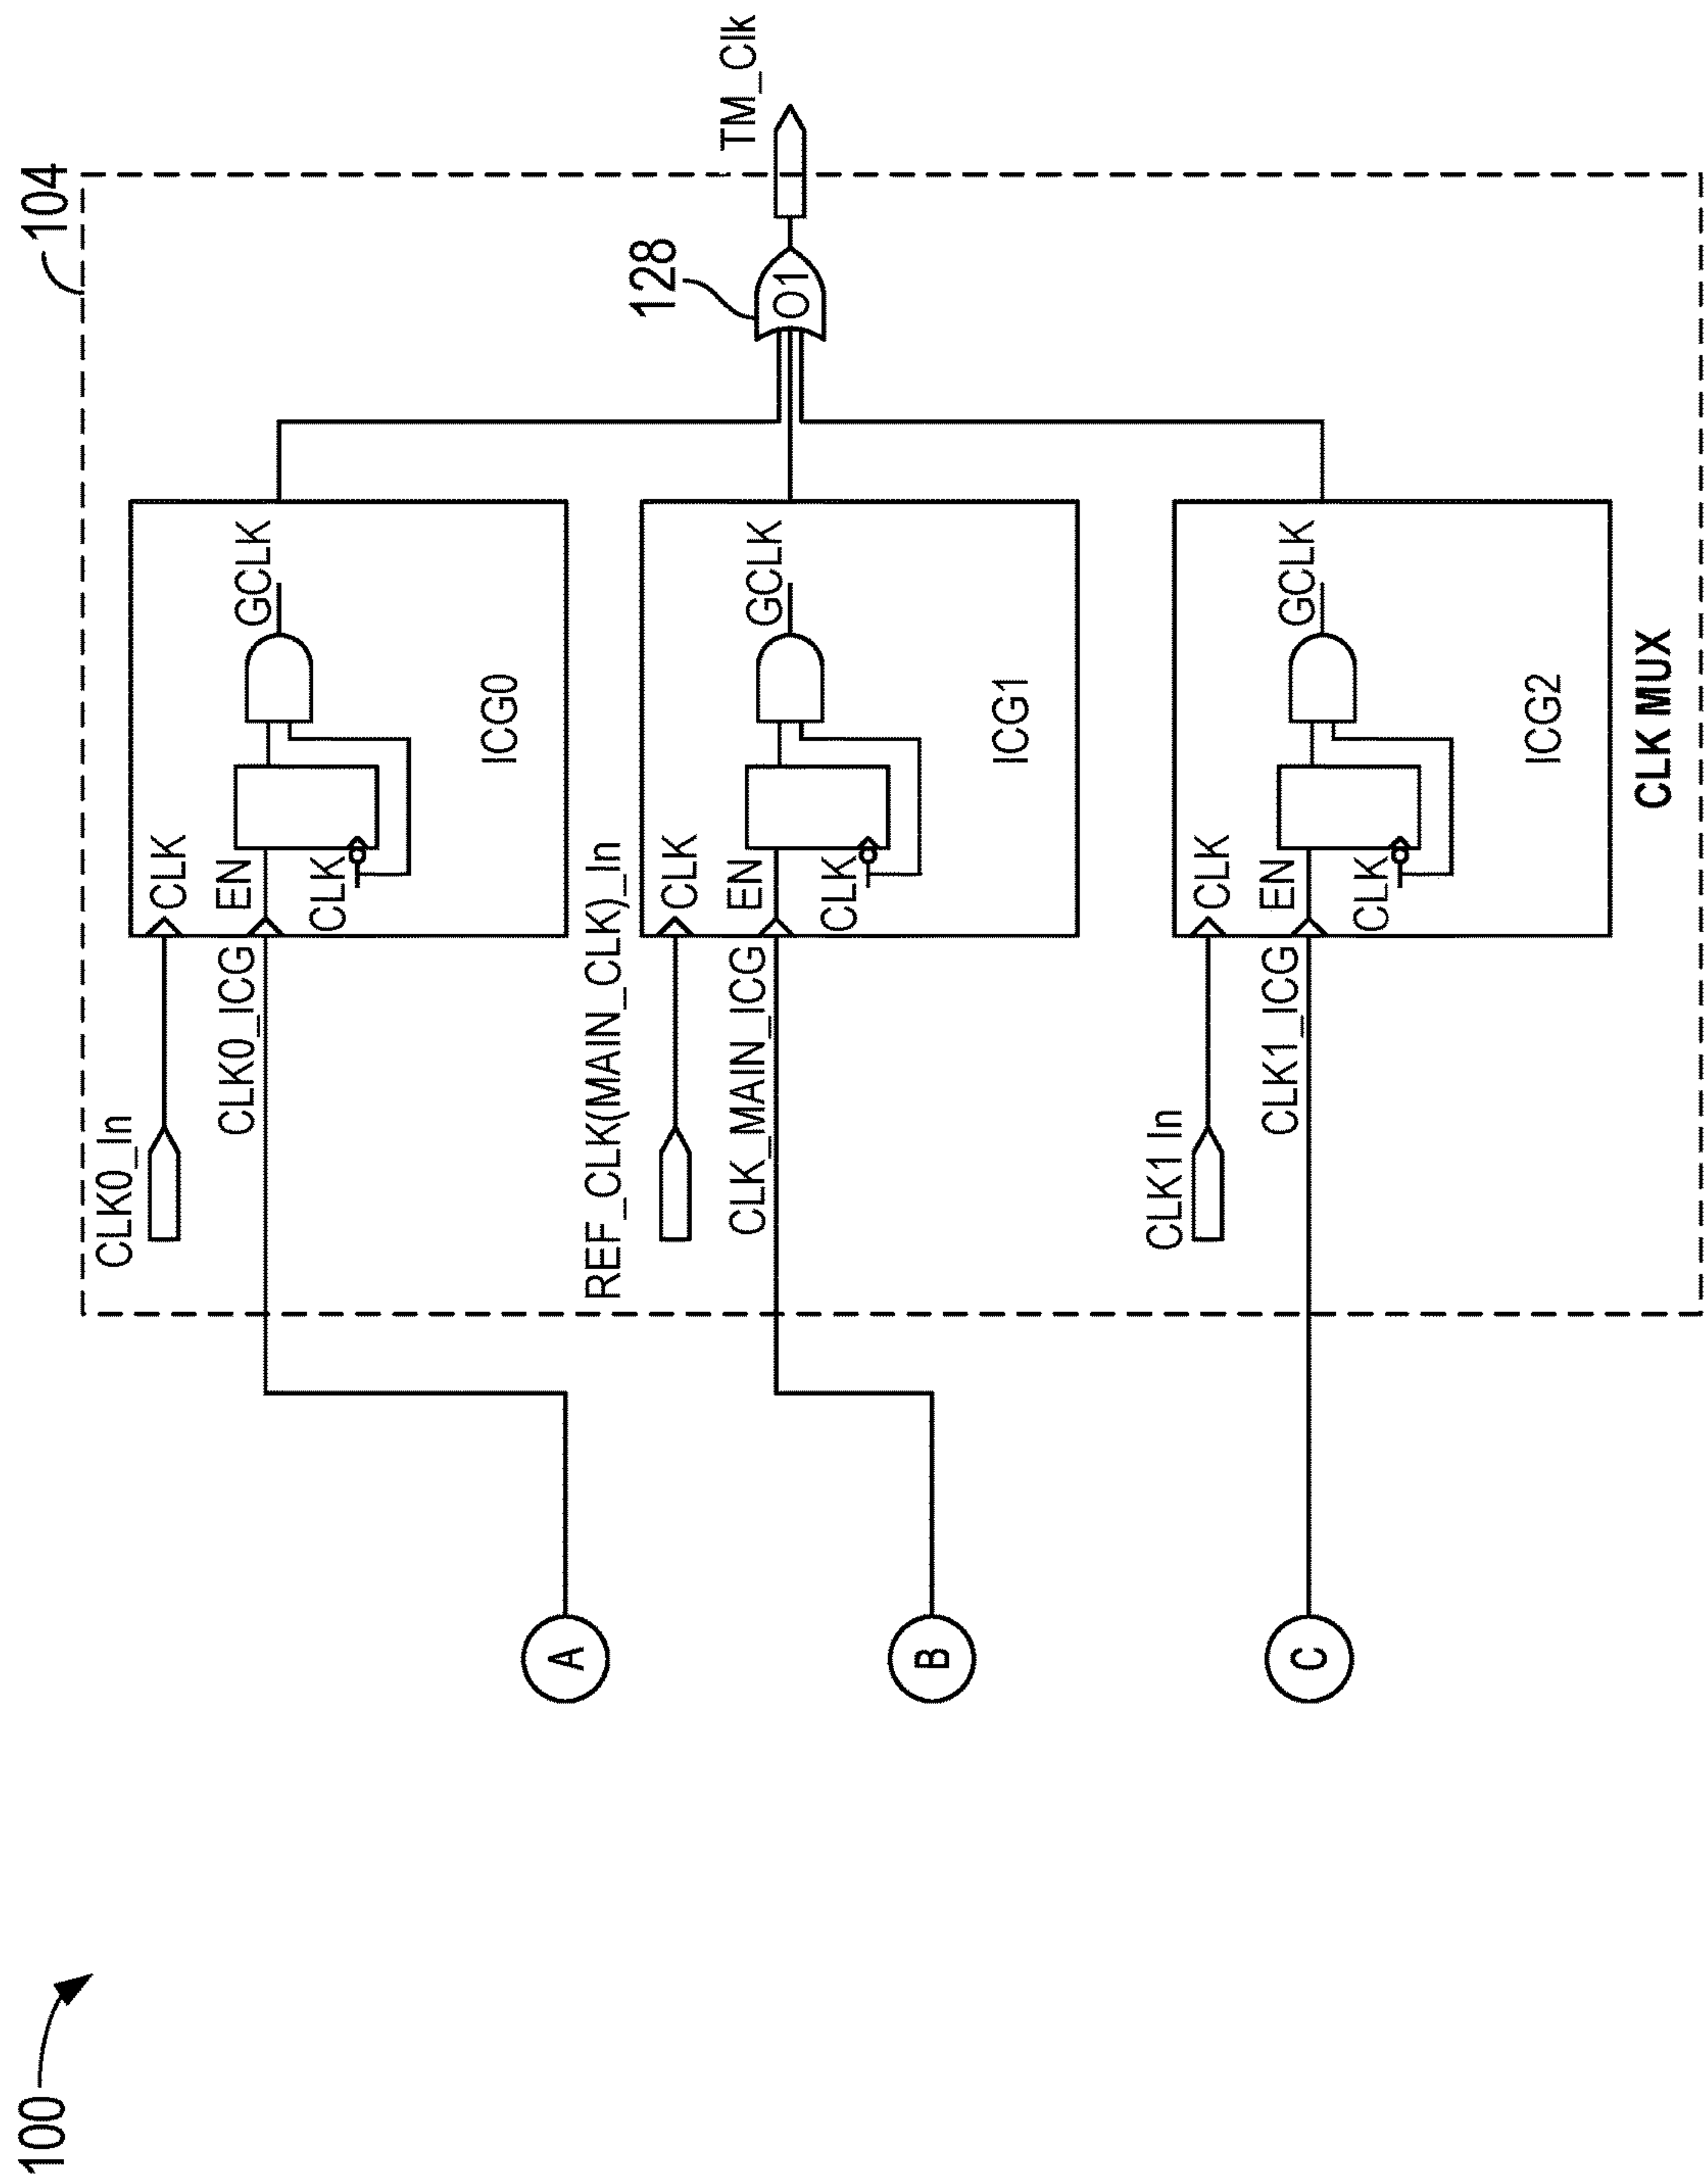 100
104
CLK0_In
CLK
CLK0_ICG
EN
CLK
GCLK
ICG0
A
REF_CLK(MAIN_CLK)_In
CLK
CLK_MAIN_ICG
EN
CLK
GCLK
ICG1
B
128
O1
TM_Clk
CLK1 In
CLK
CLK1_ICG
EN
CLK
GCLK
ICG2
C
CLK MUX